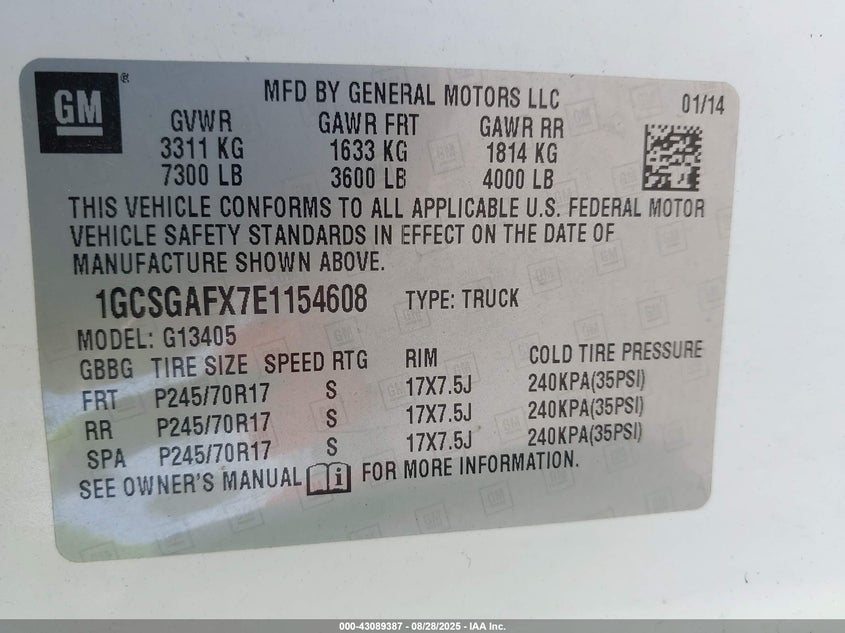 GM
®
MFD BY GENERAL MOTORS LLC
01/14
GVWR GAWR FRT GAWR RR
3311 KG 1633 KG 1814 KG
7300 LB 3600 LB 4000 LB
THIS VEHICLE CONFORMS TO ALL APPLICABLE U.S. FEDERAL MOTOR
VEHICLE SAFETY STANDARDS IN EFFECT ON THE DATE OF
MANUFACTURE SHOWN ABOVE.
1GCSGAFX7E1154608 TYPE: TRUCK
MODEL: G13405
GBBG TIRE SIZE SPEED RTG RIM COLD TIRE PRESSURE
FRT P245/70R17 S 17X7.5J 240KPA(35PSI)
RR P245/70R17 S 17X7.5J 240KPA(35PSI)
SPA P245/70R17 S 17X7.5J 240KPA(35PSI)
SEE OWNER'S MANUAL FOR MORE INFORMATION.
000-43089387 - 08/28/2025 - IAA Inc.